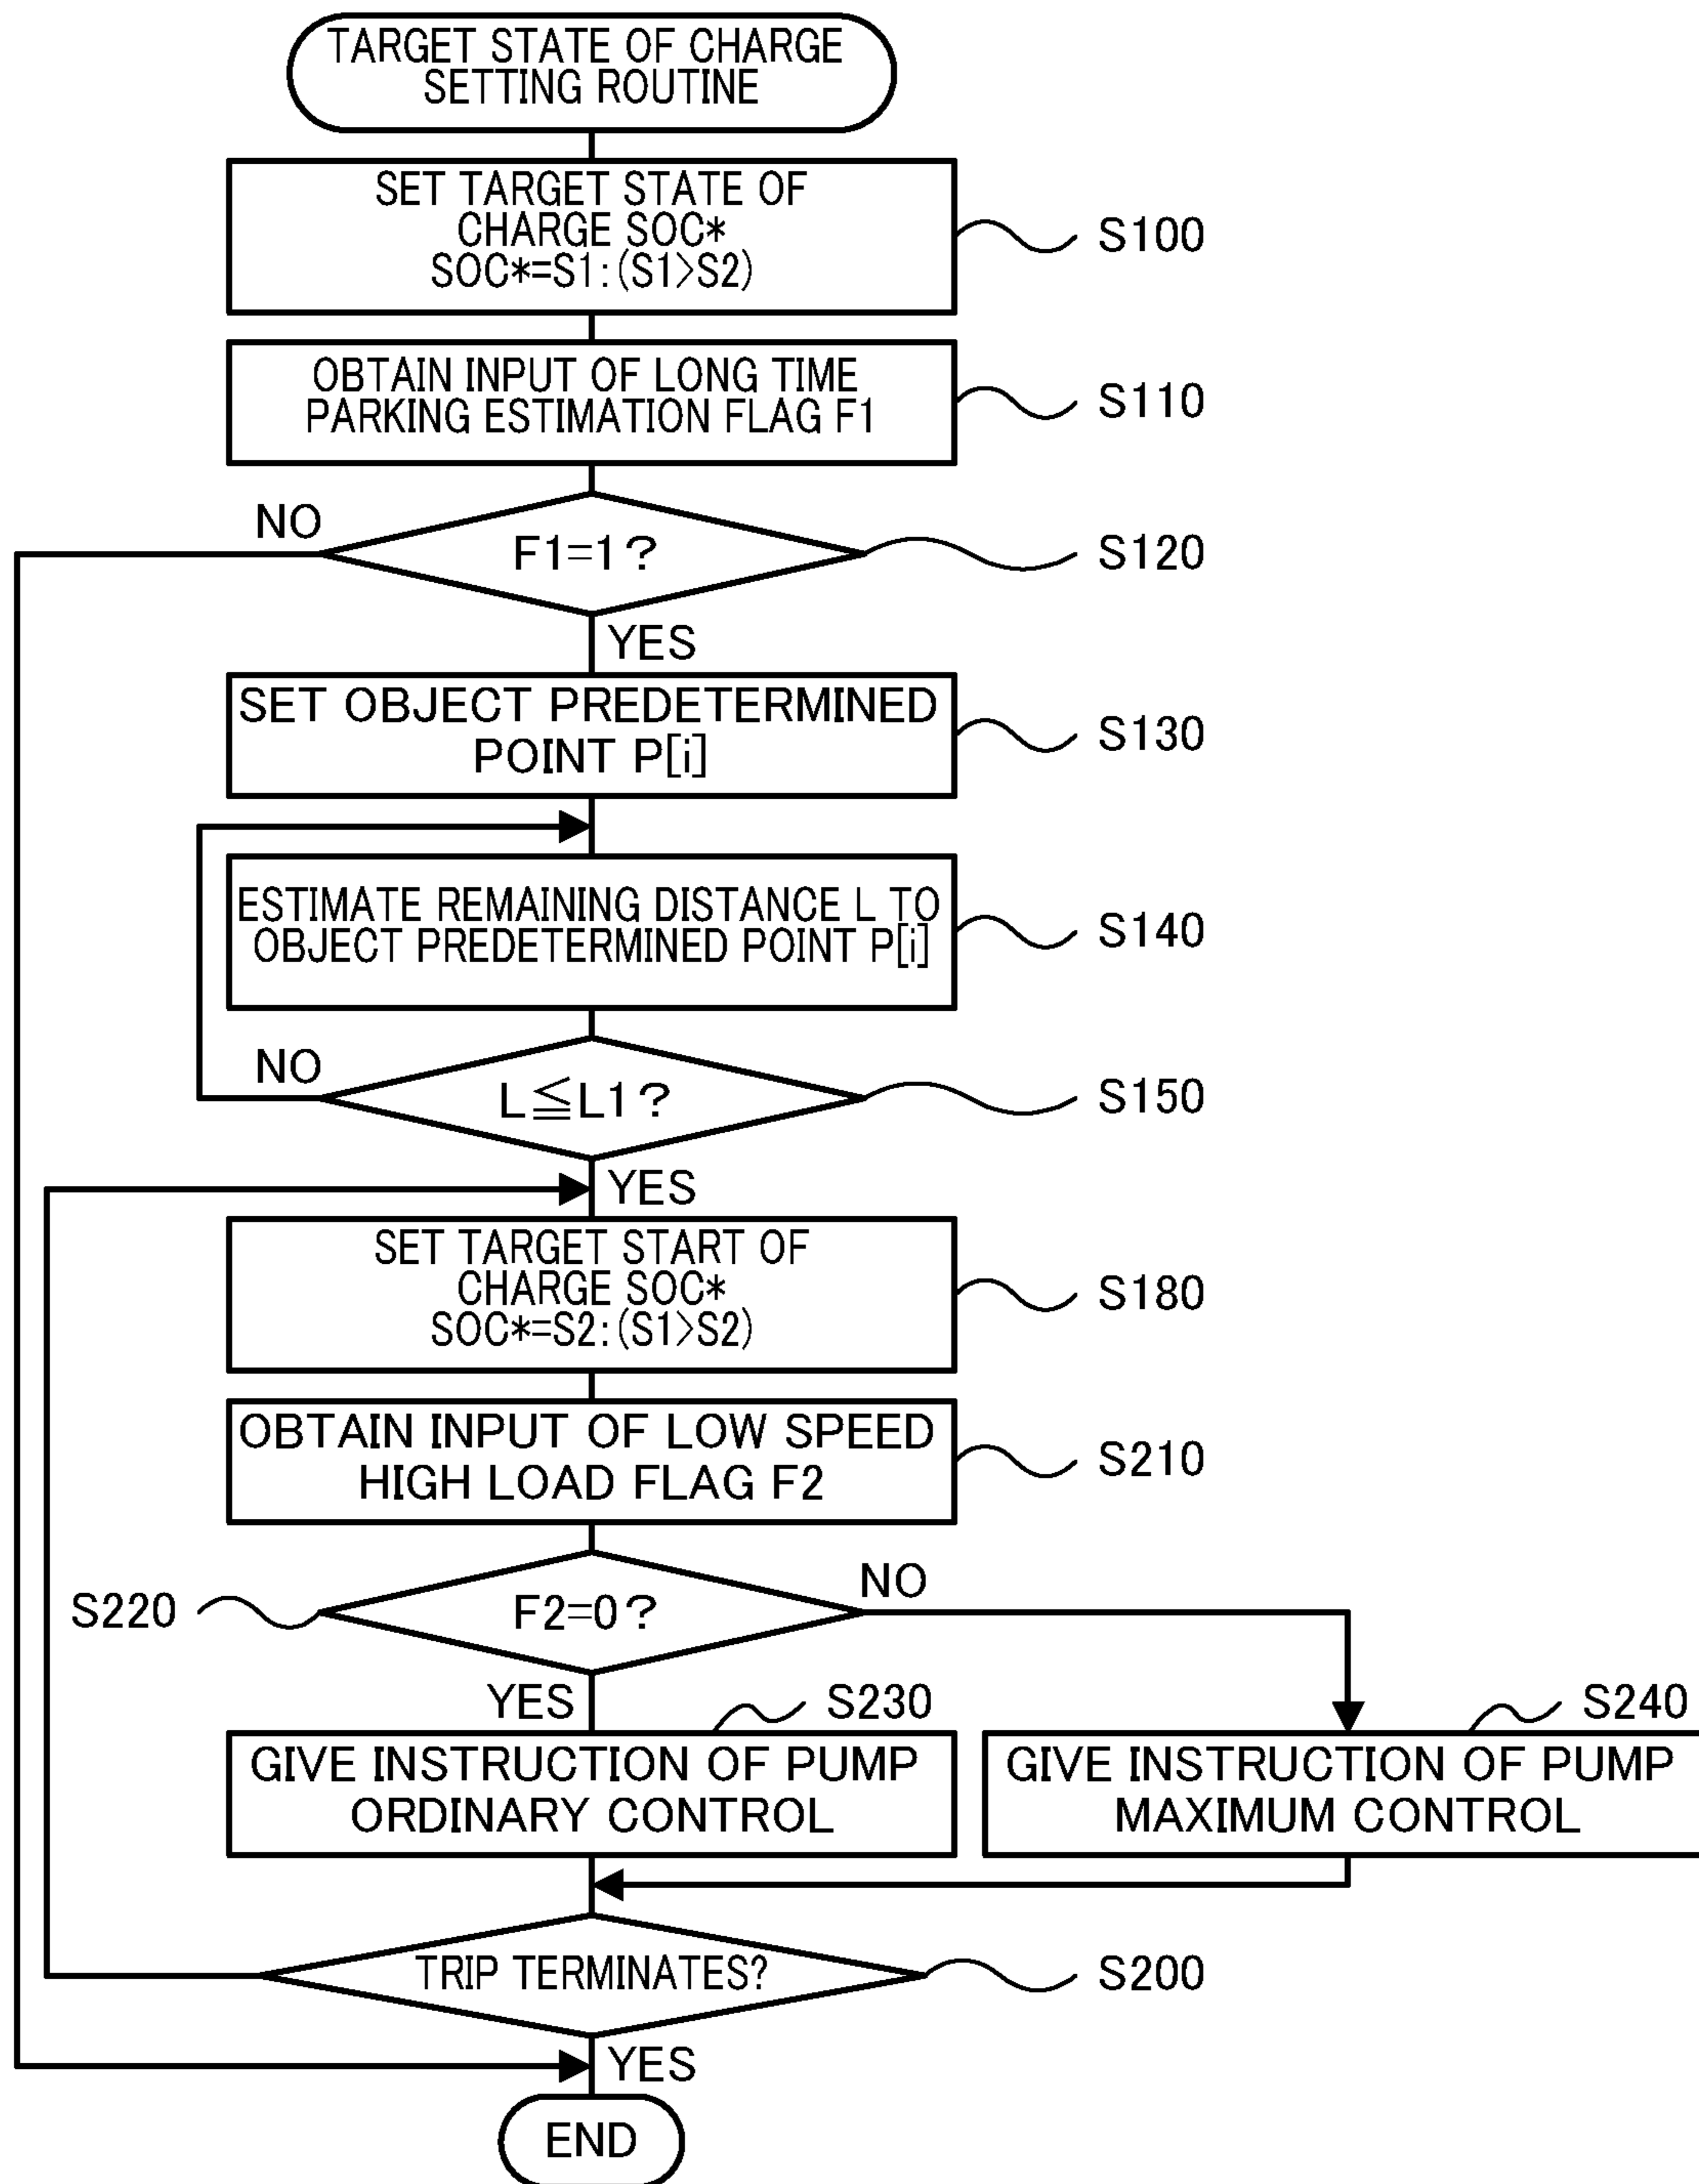 TARGET STATE OF CHARGE
SETTING ROUTINE
SET TARGET STATE OF
CHARGE SOC*
SOC*=S1:(S1>S2)
S100
OBTAIN INPUT OF LONG TIME
PARKING ESTIMATION FLAG F1
S110
NO
F1=1?
S120
YES
SET OBJECT PREDETERMINED
POINT P[i]
S130
ESTIMATE REMAINING DISTANCE L TO
OBJECT PREDETERMINED POINT P[i]
S140
NO
L≦L1?
S150
YES
SET TARGET START OF
CHARGE SOC*
SOC*=S2:(S1>S2)
S180
OBTAIN INPUT OF LOW SPEED
HIGH LOAD FLAG F2
S210
S220
F2=0?
NO
YES
S230
S240
GIVE INSTRUCTION OF PUMP
ORDINARY CONTROL
GIVE INSTRUCTION OF PUMP
MAXIMUM CONTROL
TRIP TERMINATES?
S200
YES
END